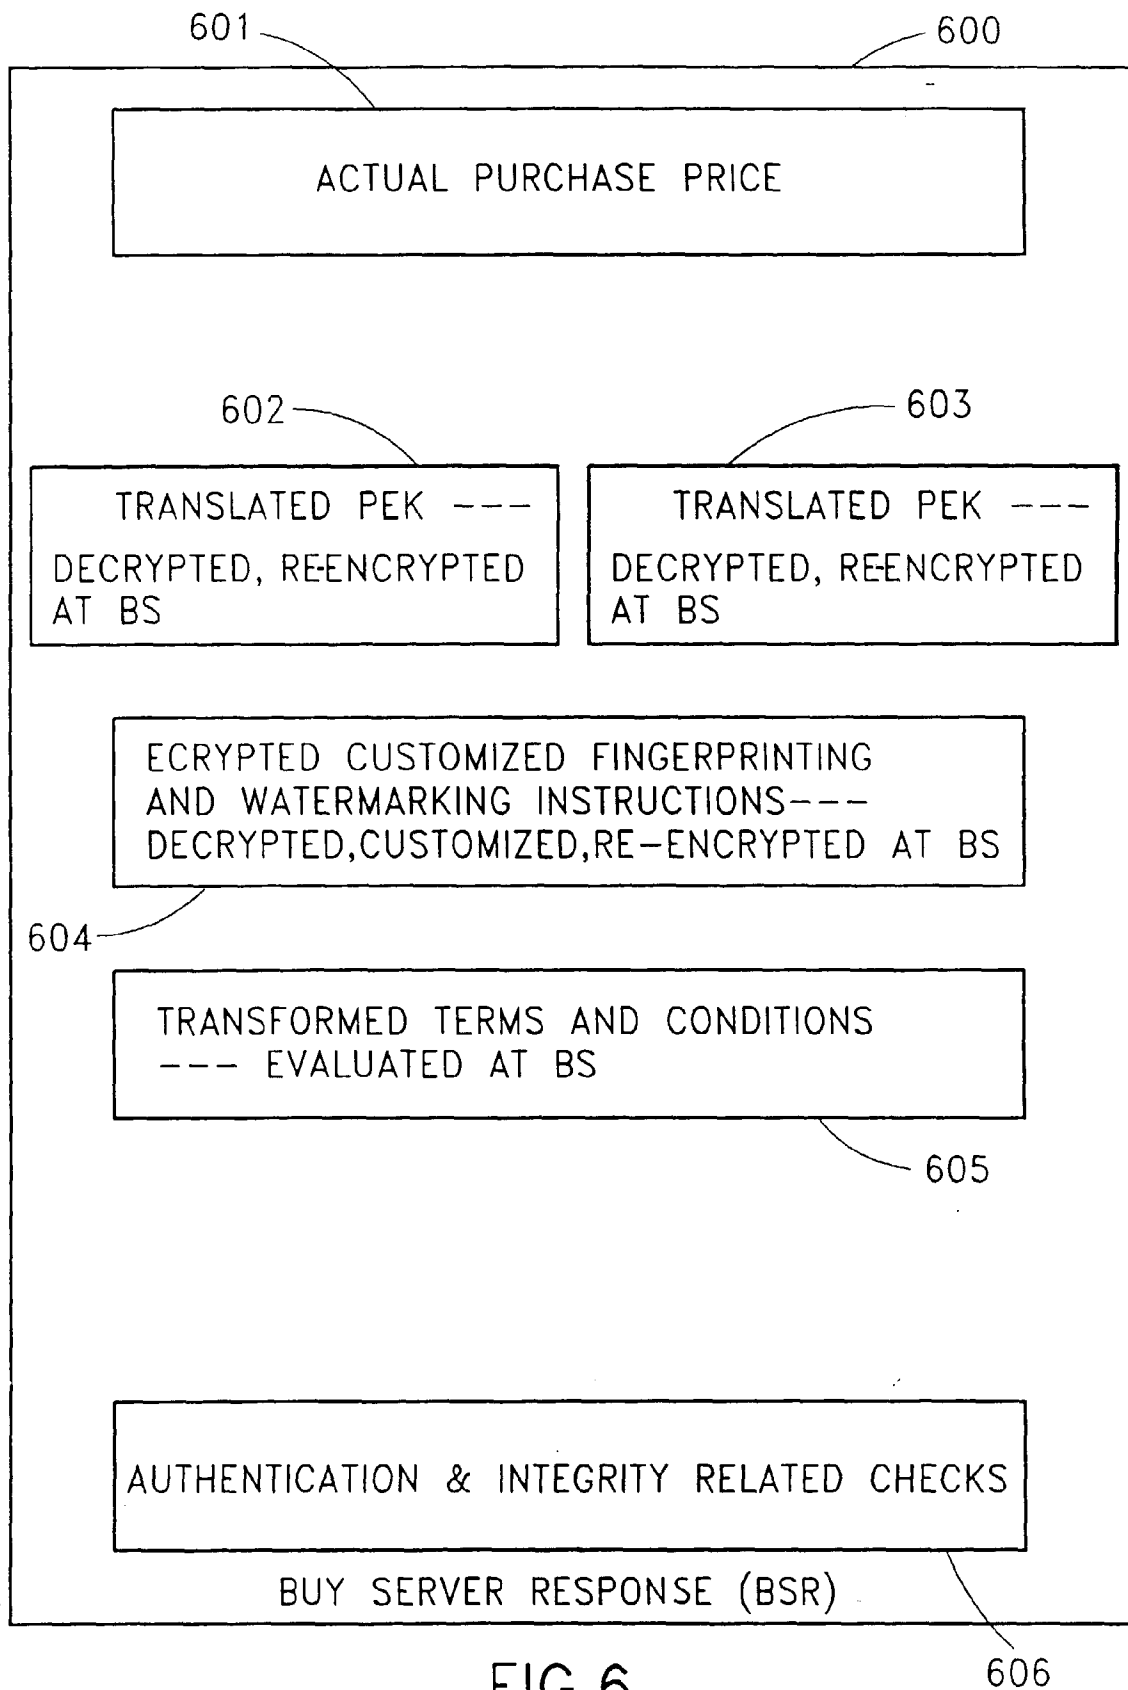 601
600
ACTUAL PURCHASE PRICE
602
603
TRANSLATED PEK ---
DECRYPTED, RE-ENCRYPTED
AT BS
TRANSLATED PEK ---
DECRYPTED, RE-ENCRYPTED
AT BS
ECRYPTED CUSTOMIZED FINGERPRINTING
AND WATERMARKING INSTRUCTIONS---
DECRYPTED,CUSTOMIZED,RE-ENCRYPTED AT BS
604
TRANSFORMED TERMS AND CONDITIONS
--- EVALUATED AT BS
605
AUTHENTICATION & INTEGRITY RELATED CHECKS
BUY SERVER RESPONSE (BSR)
606
FIG. 6